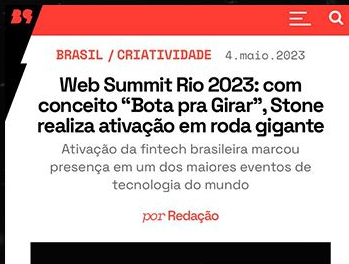 B9
BRASIL / CRIATIVIDADE 4.maio.2023
Web Summit Rio 2023: com
conceito “Bota pra Girar”, Stone
realiza ativação em roda gigante
Ativação da fintech brasileira marcou
presença em um dos maiores eventos de
tecnologia do mundo
por Redação